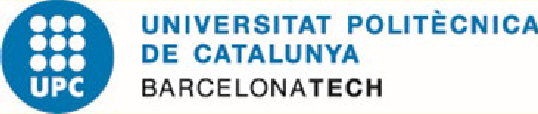 UPC
UNIVERSITAT POLITÈCNICA
DE CATALUNYA
BARCELONATECH